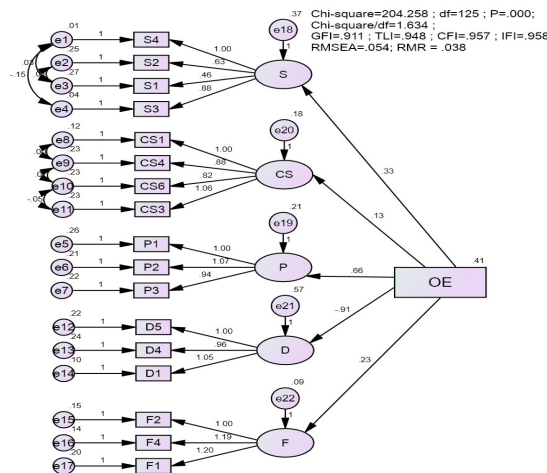 .37 Chi-square=204.258 ; df=125 ; P=.000;
Chi-square/df=1.634 ;
GFI=.911 ; TLI=.948 ; CFI=.957 ; IFI=.958
RMSEA=.054; RMR = .038
.01
e1 1 S4 1.00 e18 1
.25
e2 1 S2 .63
.27
e3 1 S1 .46 S
-.15
.04
e4 1 S3 .88
.12
e8 1 CS1 1.00 e20 .18 1
.23
e9 1 CS4 .88
.23
e10 1 CS6 .82 CS
-.05
.23
e11 1 CS3 1.06
.33
.13
.26
e5 1 P1 1.00 e19 .21 1
.21
e6 1 P2 1.07 P .66
.22
e7 1 P3 .94
OE .41
.22
e12 1 D5 1.00 e21 .57 1
.24
e13 1 D4 .96 D -.91
.10
e14 1 D1 1.05
.23
.15
e15 1 F2 1.00 e22 .09 1
.14
e16 1 F4 1.19 F
.20
e17 1 F1 1.20